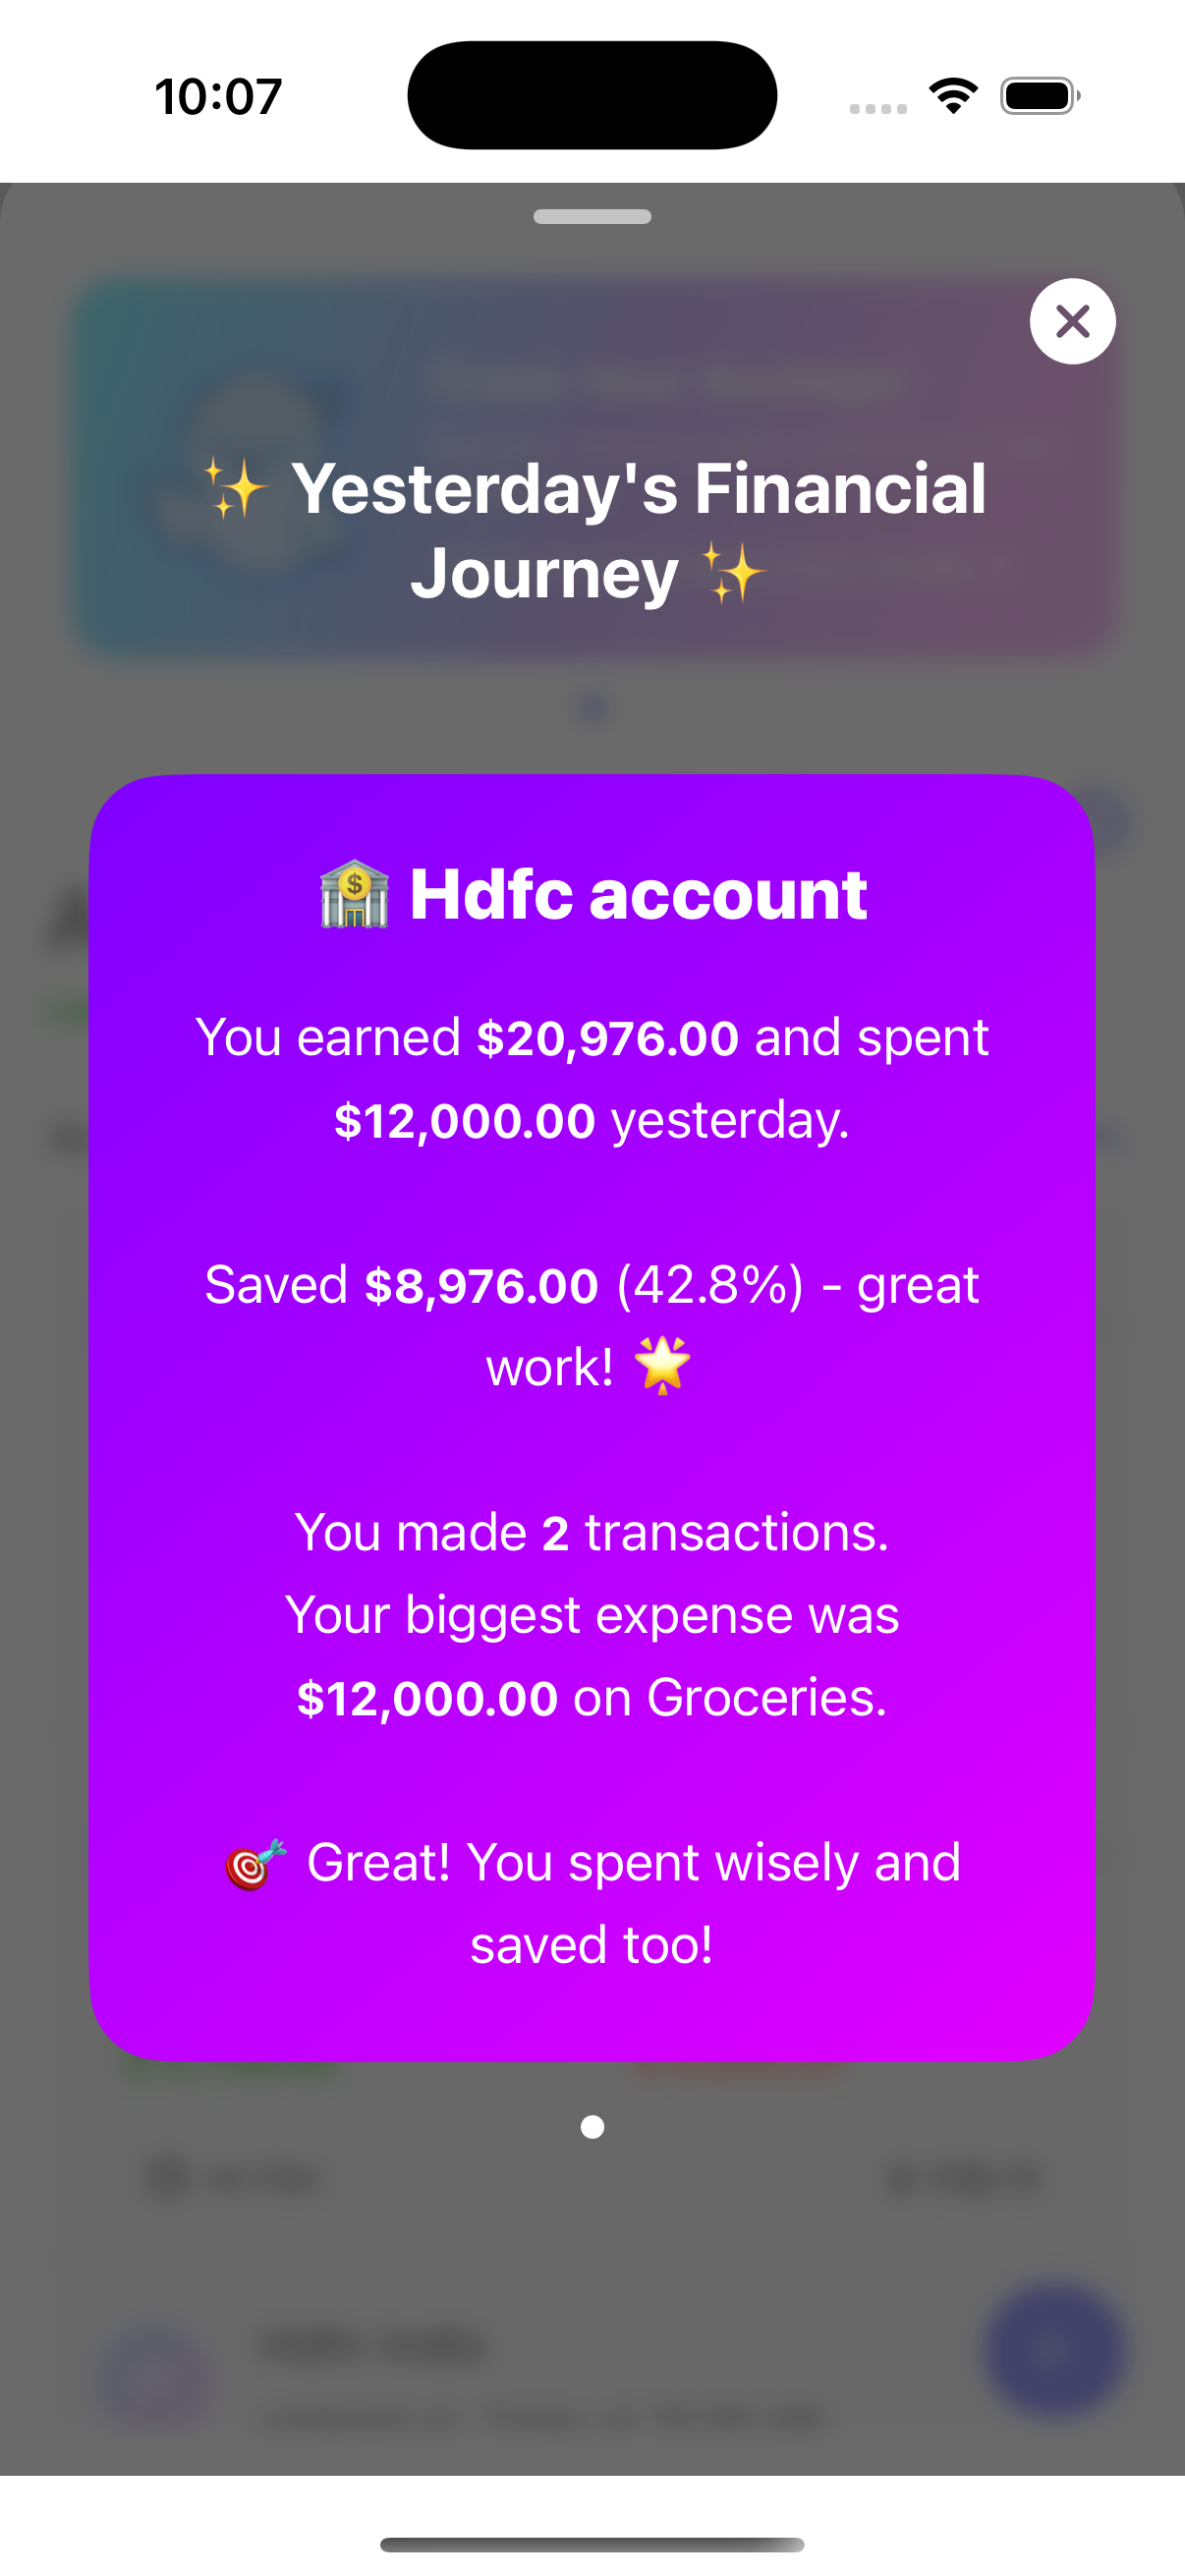 10:07
✨ Yesterday's Financial
Journey ✨
🏦 Hdfc account
You earned $20,976.00 and spent
$12,000.00 yesterday.
Saved $8,976.00 (42.8%) - great
work! 🌟
You made 2 transactions.
Your biggest expense was
$12,000.00 on Groceries.
🎯 Great! You spent wisely and
saved too!